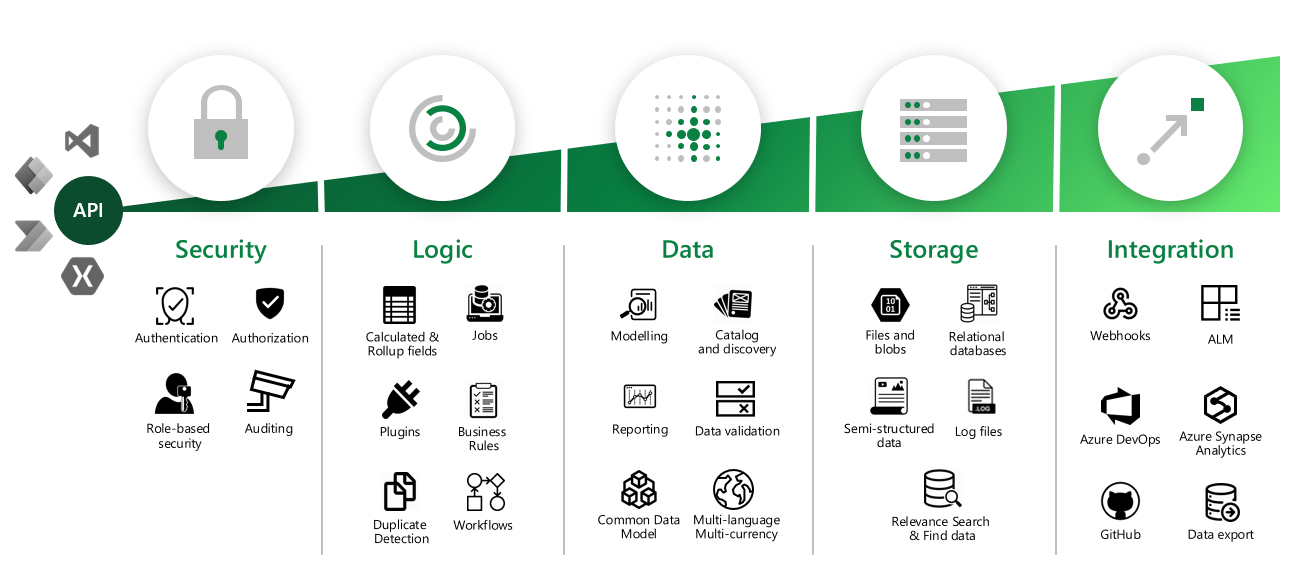 API
Security
Authentication
Authorization
Role-based
security
Auditing
Logic
Calculated &
Rollup fields
Jobs
Plugins
Business
Rules
Duplicate
Detection
Workflows
Data
Modelling
Catalog
and discovery
Reporting
Data validation
Common Data
Model
Multi-language
Multi-currency
Storage
10
01
Files and
blobs
Relational
databases
Semi-structured
data
.LOG
Log files
Relevance Search
& Find data
Integration
Webhooks
ALM
Azure DevOps
Azure Synapse
Analytics
GitHub
Data export